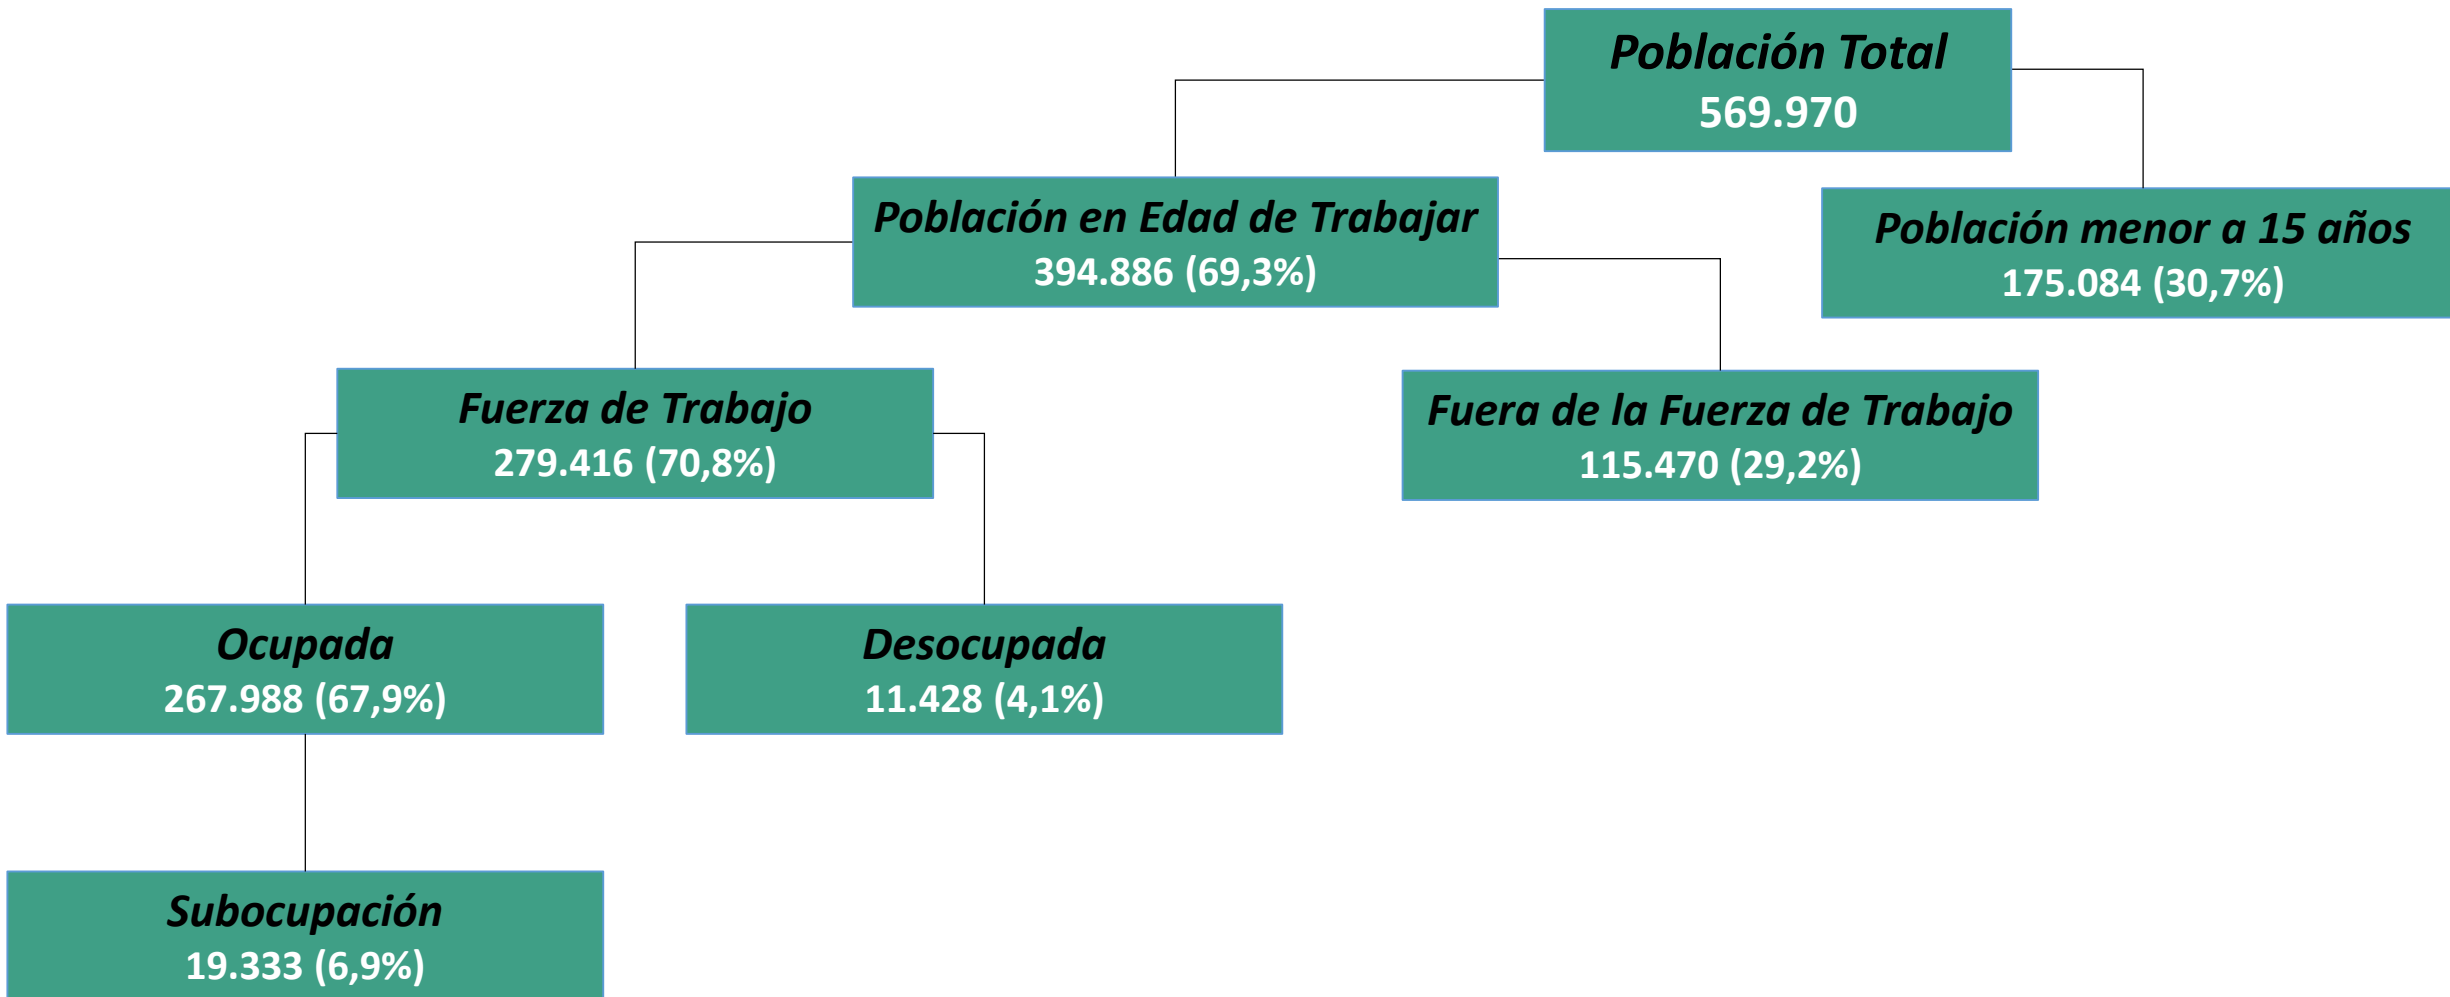 Población Total
569.970
Población en Edad de Trabajar
394.886 (69,3%)
Población menor a 15 años
175.084 (30,7%)
Fuerza de Trabajo
279.416 (70,8%)
Fuera de la Fuerza de Trabajo
115.470 (29,2%)
Ocupada
267.988 (67,9%)
Desocupada
11.428 (4,1%)
Subocupación
19.333 (6,9%)